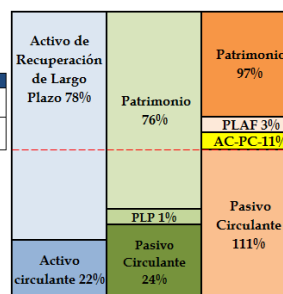 Activo de
Recuperación
de Largo
Plazo 78%
Activo
circulante 22%
Patrimonio
76%
PLP 1%
Pasivo
Circulante
24%
Patrimonio
97%
PLAF 3%
AC-PC-11%
Pasivo
Circulante
111%